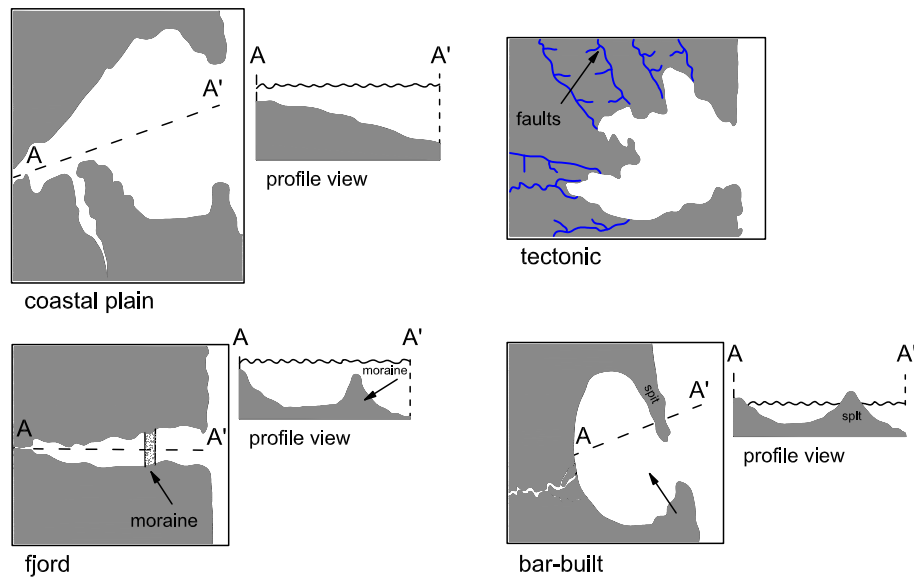 A
A'
A
A'
profile view
coastal plain
faults
tectonic
A
A'
moraine
A
A'
moraine
profile view
fjord
spit
A'
A
A
A'
spit
profile view
bar-built